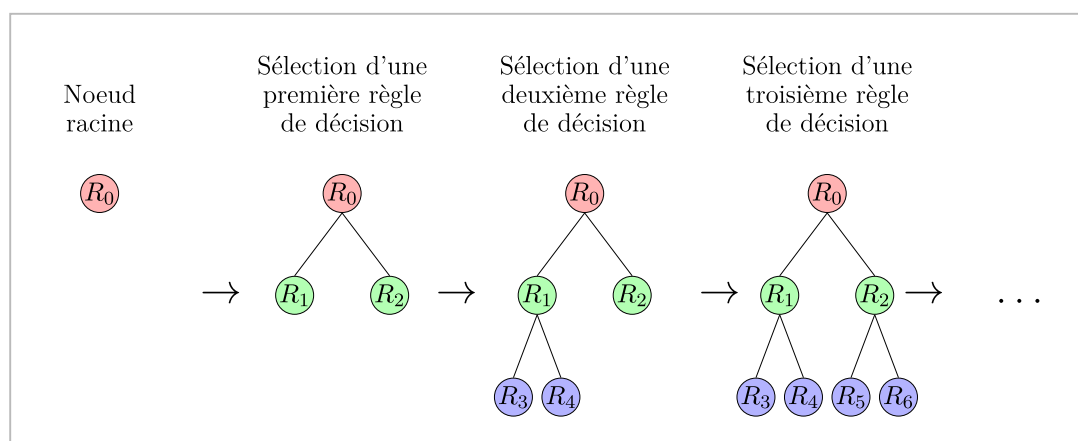 Noeud
racine
Sélection d'une
première règle
de décision
Sélection d'une
deuxième règle
de décision
Sélection d'une
troisième règle
de décision
R0
R0
R0
R0
→ R1 R2 → R1 R2 → R1 R2 → ...
R3 R4 R3 R4 R5 R6